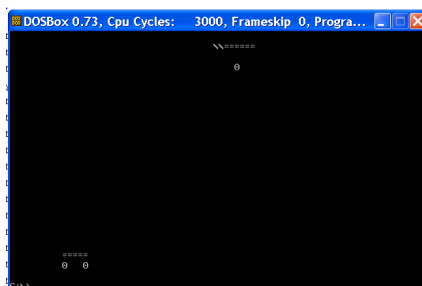 DOSBox 0.73, Cpu Cycles: 3000, Frameskip 0, Progra...
\\======
0
=====
0 0